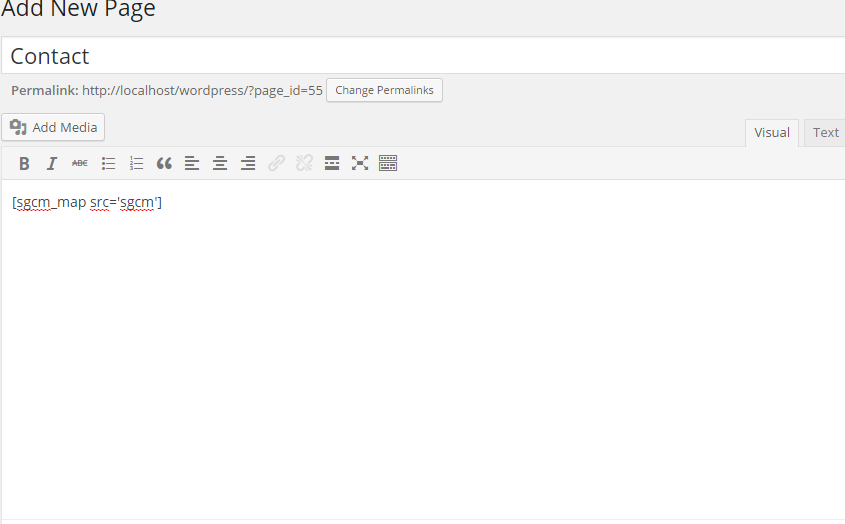 Add New Page
Contact
Permalink: http://localhost/wordpress/?page_id=55 Change Permalinks
Add Media
Visual Text
B I ABC
[sgcm_map src='sgcm']